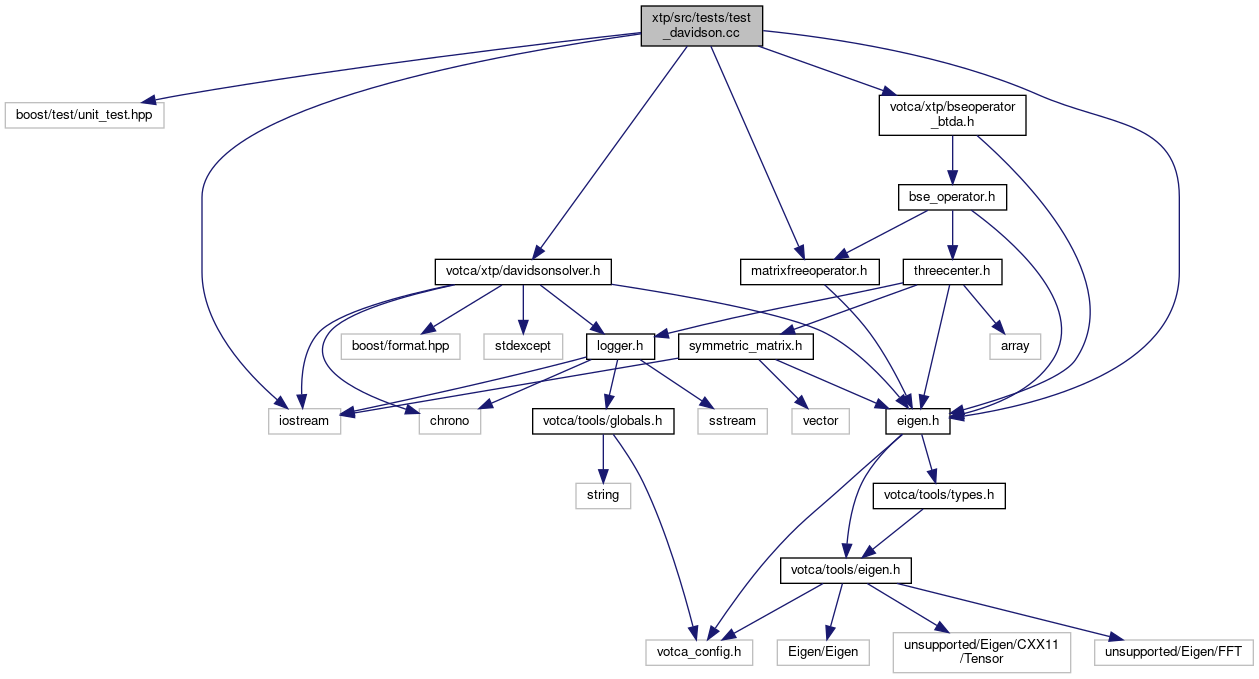 xtp/src/tests/test
_davidson.cc
boost/test/unit_test.hpp
votca/xtp/bseoperator
_btda.h
bse_operator.h
votca/xtp/davidsonsolver.h
matrixfreeoperator.h
threecenter.h
boost/format.hpp
stdexcept
logger.h
symmetric_matrix.h
array
iostream
chrono
votca/tools/globals.h
sstream
vector
eigen.h
string
votca/tools/types.h
votca/tools/eigen.h
votca_config.h
Eigen/Eigen
unsupported/Eigen/CXX11
/Tensor
unsupported/Eigen/FFT